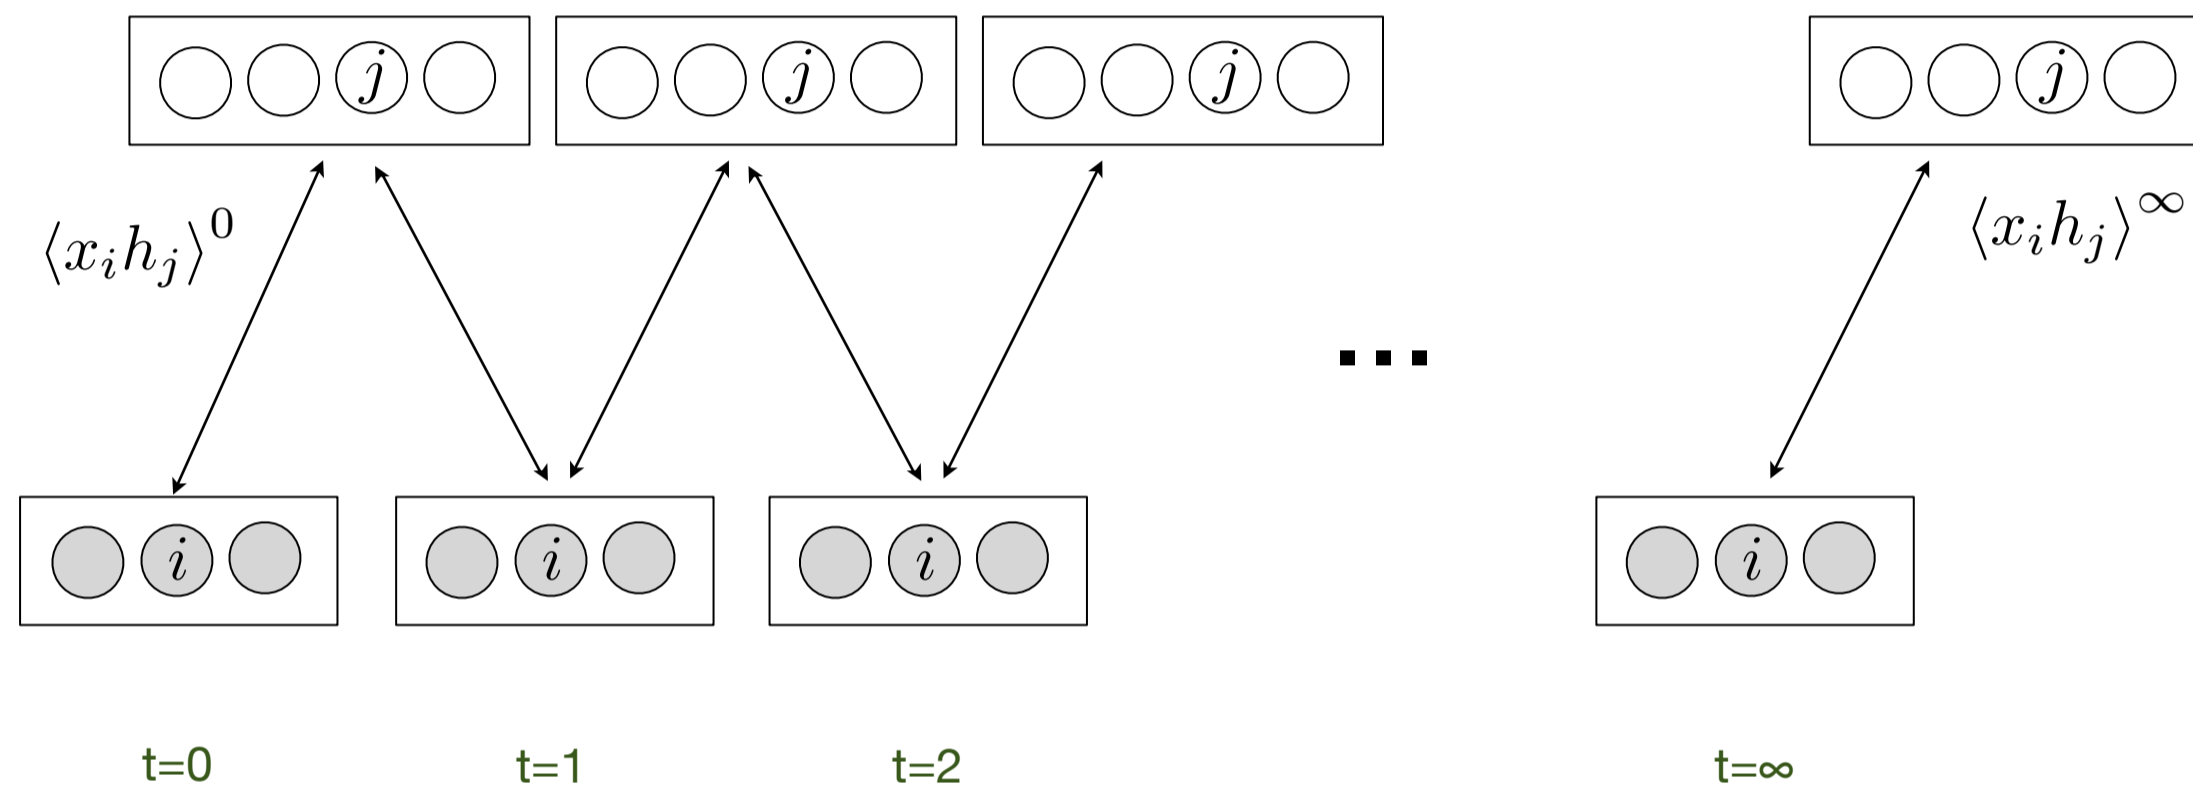 j j j j
⟨x_i h_j⟩^0 ⟨x_i h_j⟩^∞
...
i i i i
t=0 t=1 t=2 t=∞